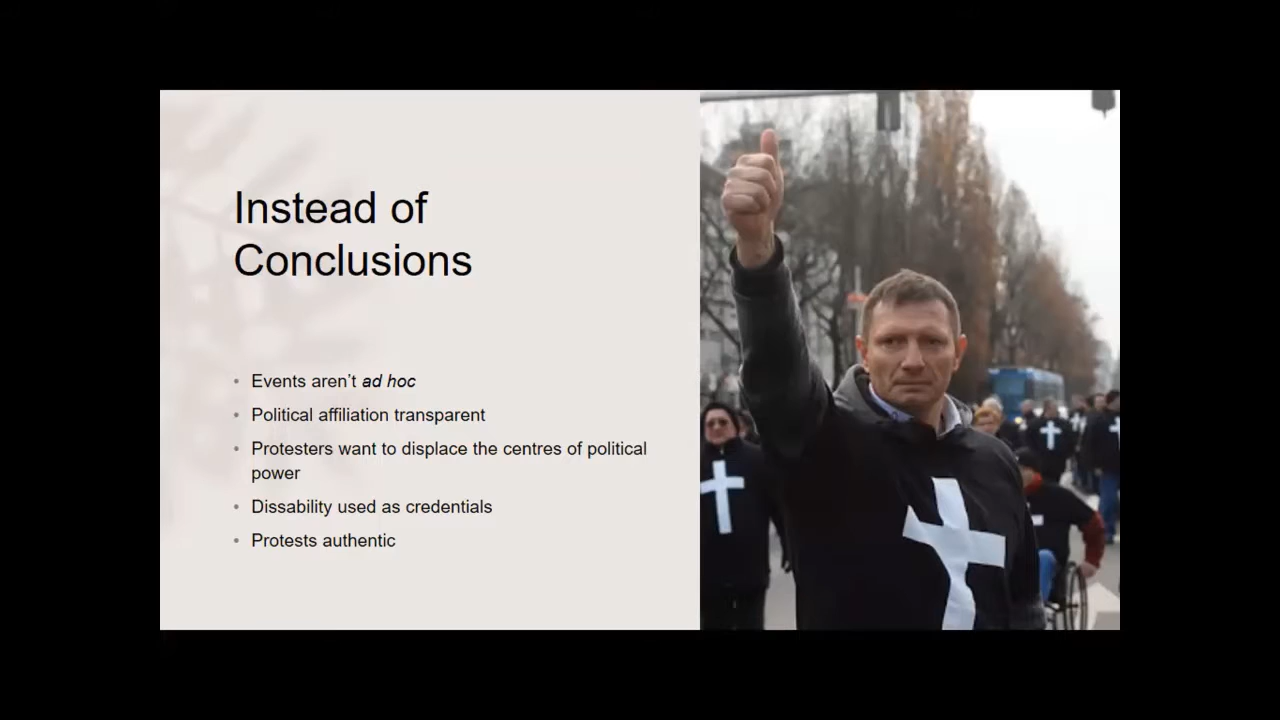 Instead of
Conclusions
• Events aren’t ad hoc
• Political affiliation transparent
• Protesters want to displace the centres of political
power
• Dissability used as credentials
• Protests authentic